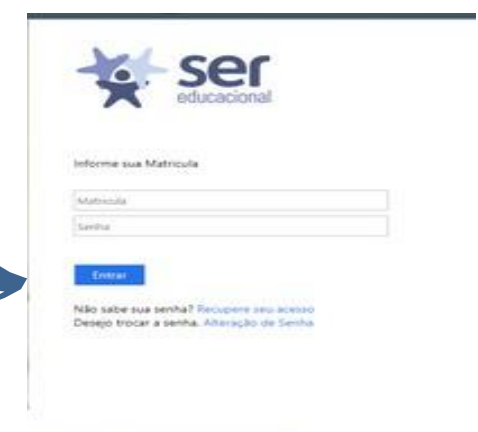 ser
educacional
Informe sua Matricula
Matricula
Senha
Entrar
Não sabe sua senha? Recupere seu acesso
Desejo trocar a senha. Alteração de Senha